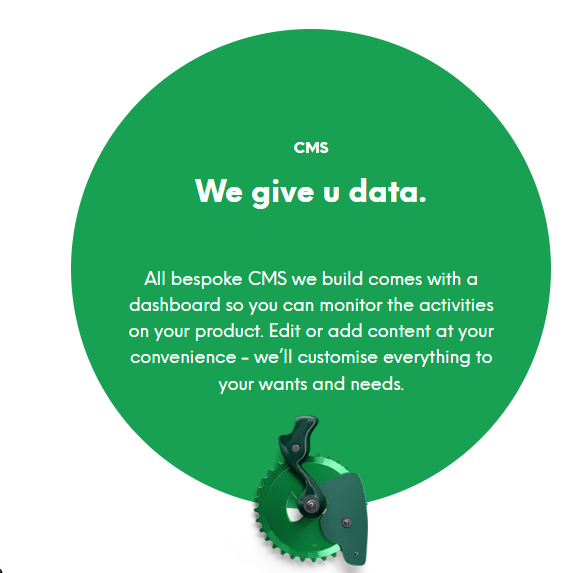 CMS
We give u data.
All bespoke CMS we build comes with a
dashboard so you can monitor the activities
on your product. Edit or add content at your
convenience - we'll customise everything to
your wants and needs.